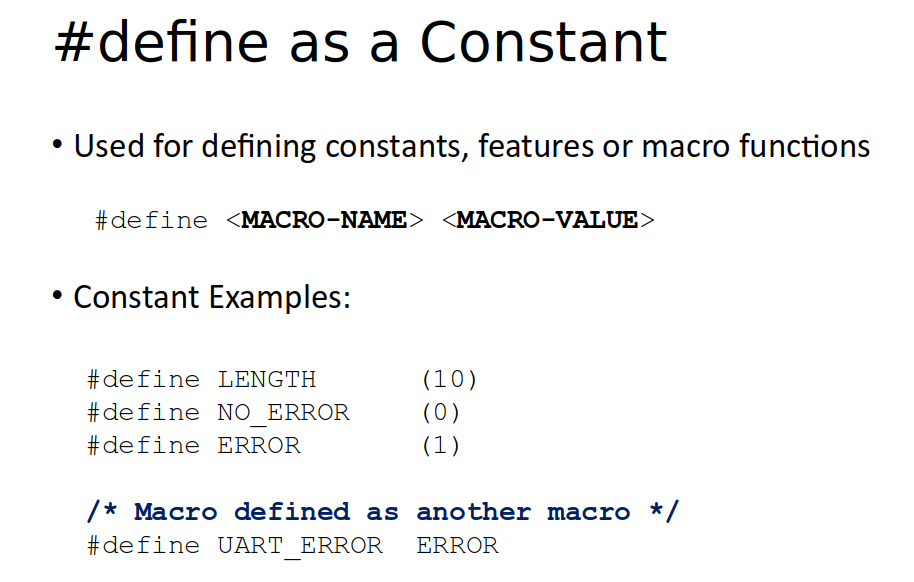 #define as a Constant
• Used for defining constants, features or macro functions
#define <MACRO-NAME> <MACRO-VALUE>
• Constant Examples:
#define LENGTH (10)
#define NO_ERROR (0)
#define ERROR (1)
/* Macro defined as another macro */
#define UART_ERROR ERROR